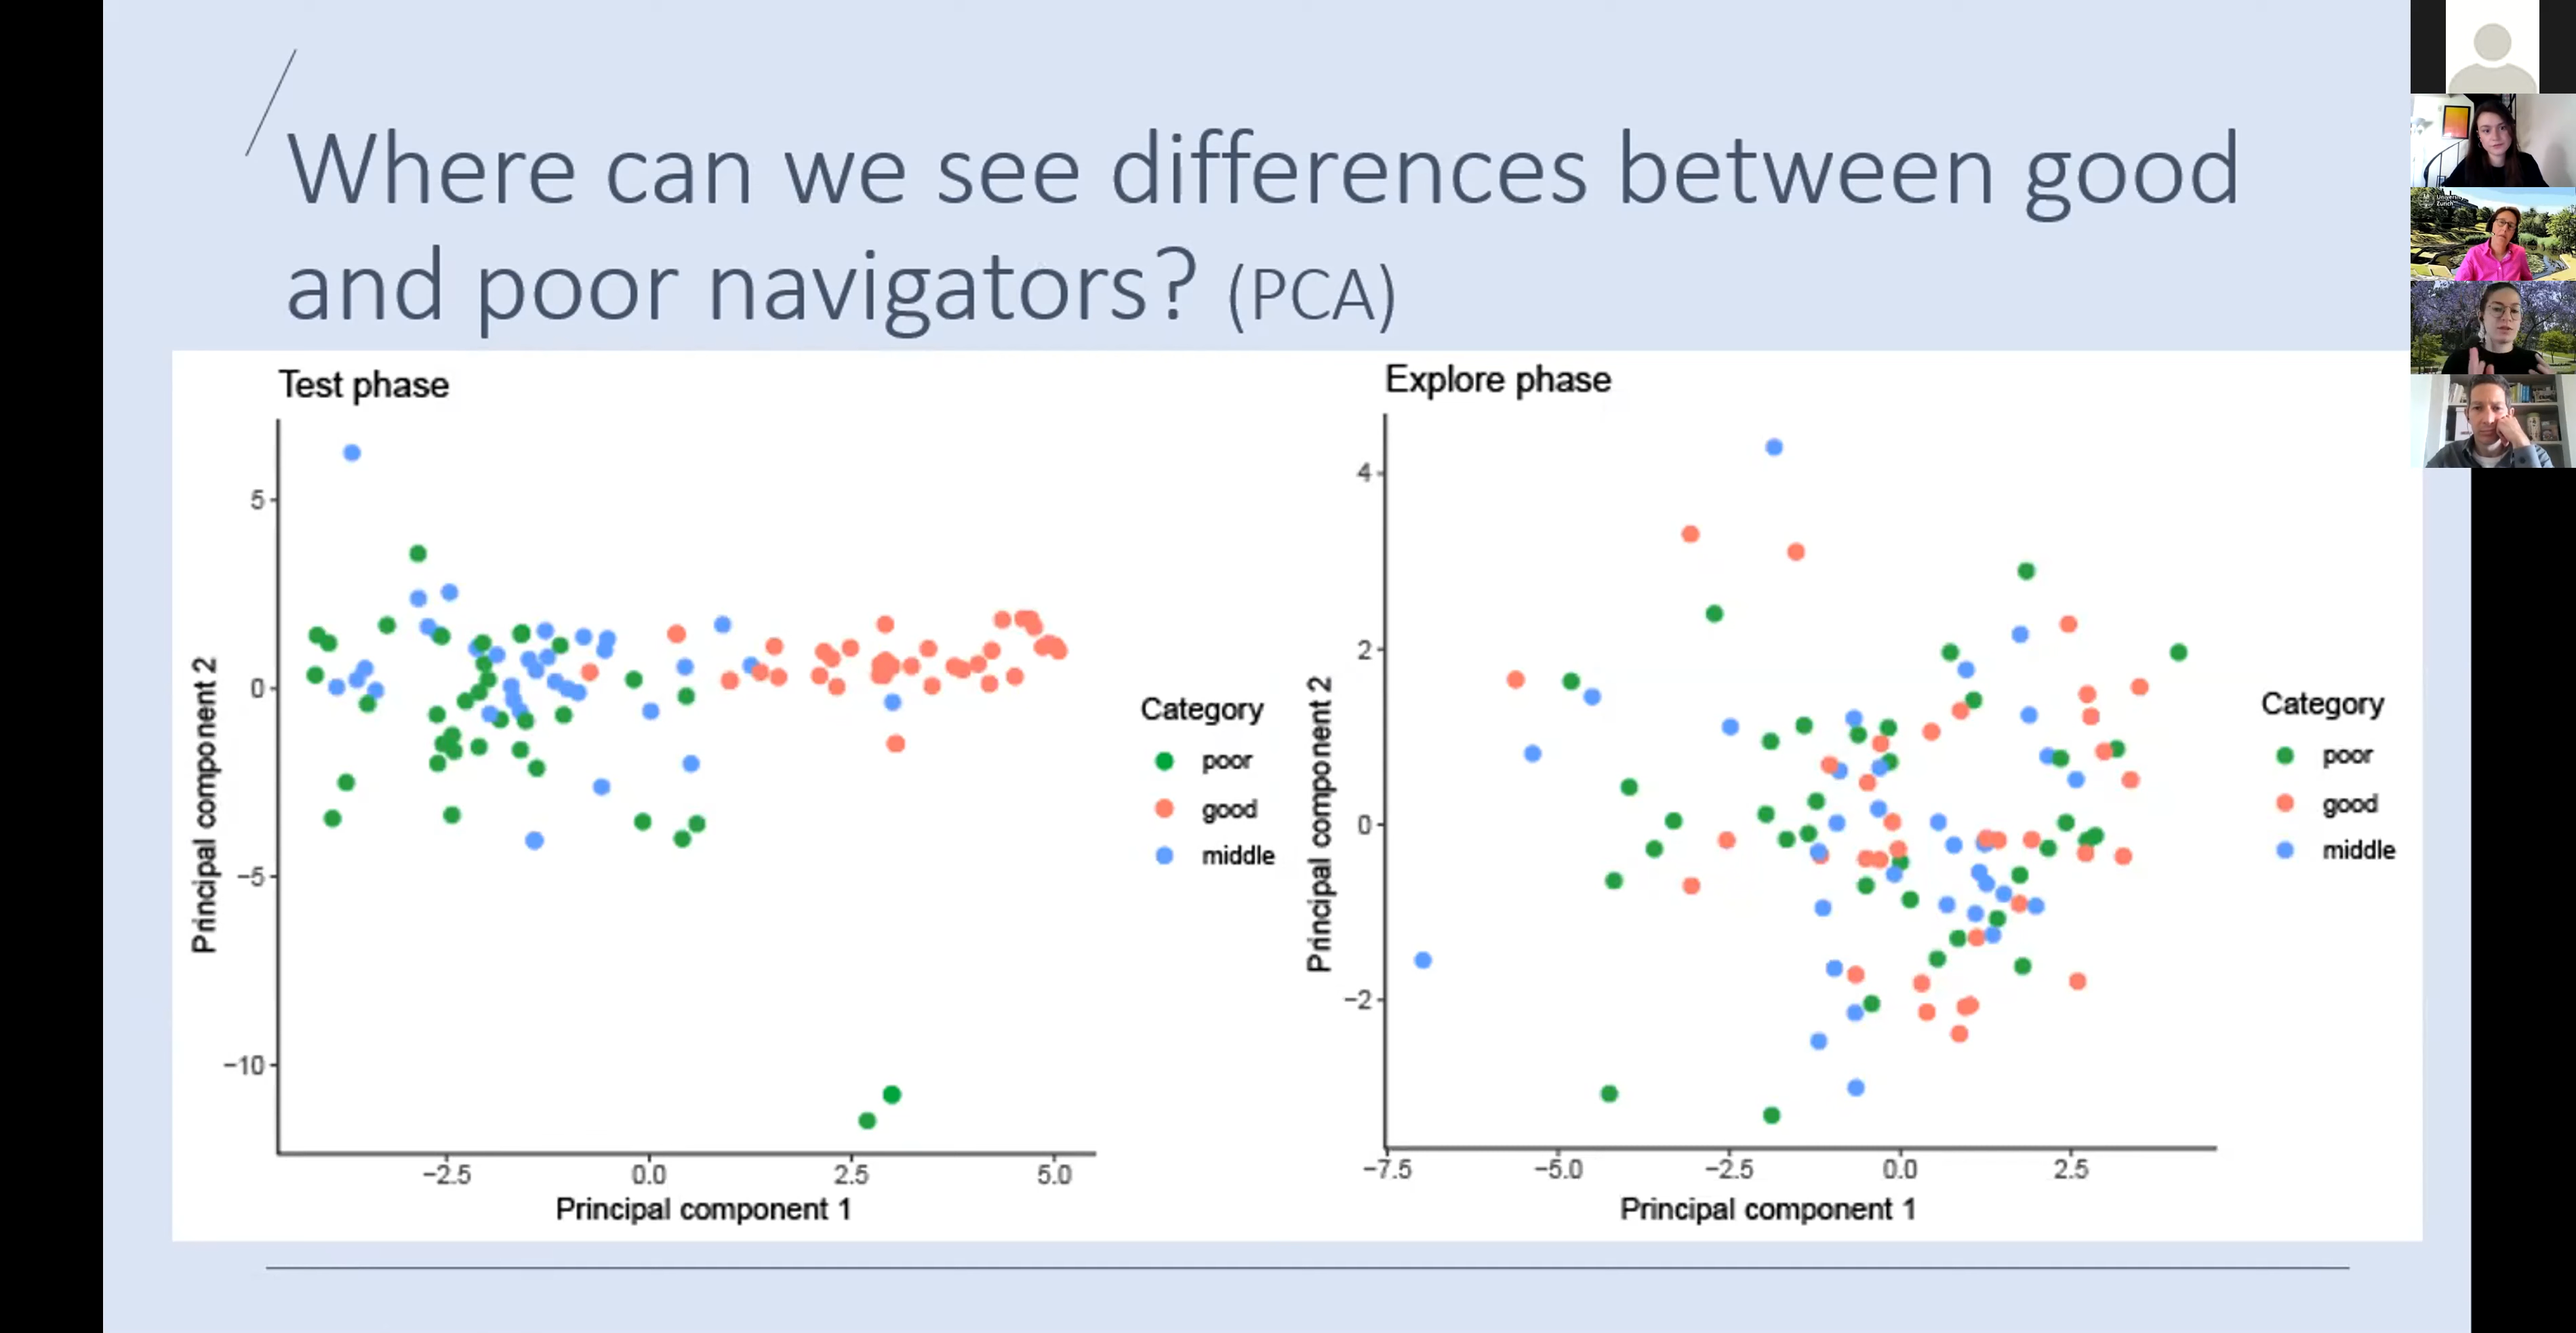 Where can we see differences between good
and poor navigators? (PCA)
Test phase
5
0
−5
−10
Principal component 2
−2.5
0.0
2.5
5.0
Principal component 1
Category
poor
good
middle
Explore phase
4
2
0
−2
Principal component 2
−7.5
−5.0
−2.5
0.0
2.5
Principal component 1
Category
poor
good
middle